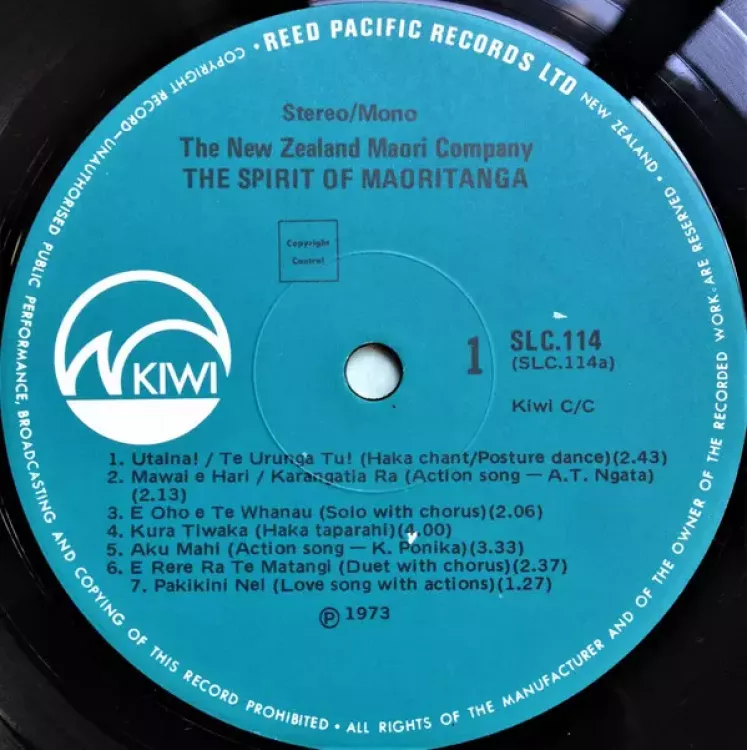 REED PACIFIC RECORDS LTD NEW ZEALAND • ALL RIGHTS OF THE MANUFACTURER AND OF THE OWNER OF THE RECORDED WORK ARE RESERVED • COPYRIGHT RECORD—UNAUTHORISED PUBLIC PERFORMANCE, BROADCASTING AND COPYING OF THIS RECORD PROHIBITED •
Stereo/Mono
The New Zealand Maori Company
THE SPIRIT OF MAORITANGA
Copyright
Control
KIWI
1
SLC.114
(SLC.114a)
Kiwi C/C
1. Utaina! / Te Urunga Tu! (Haka chant/Posture dance)(2.43)
2. Mawai e Hari / Karangatia Ra (Action song — A.T. Ngata)
(2.13)
3. E Oho e Te Whanau (Solo with chorus)(2.06)
4. Kura Tiwaka (Haka taparahi)(4.00)
5. Aku Mahi (Action song — K. Ponika)(3.33)
6. E Rere Ra Te Matangi (Duet with chorus)(2.37)
7. Pakikini Nei (Love song with actions)(1.27)
℗ 1973